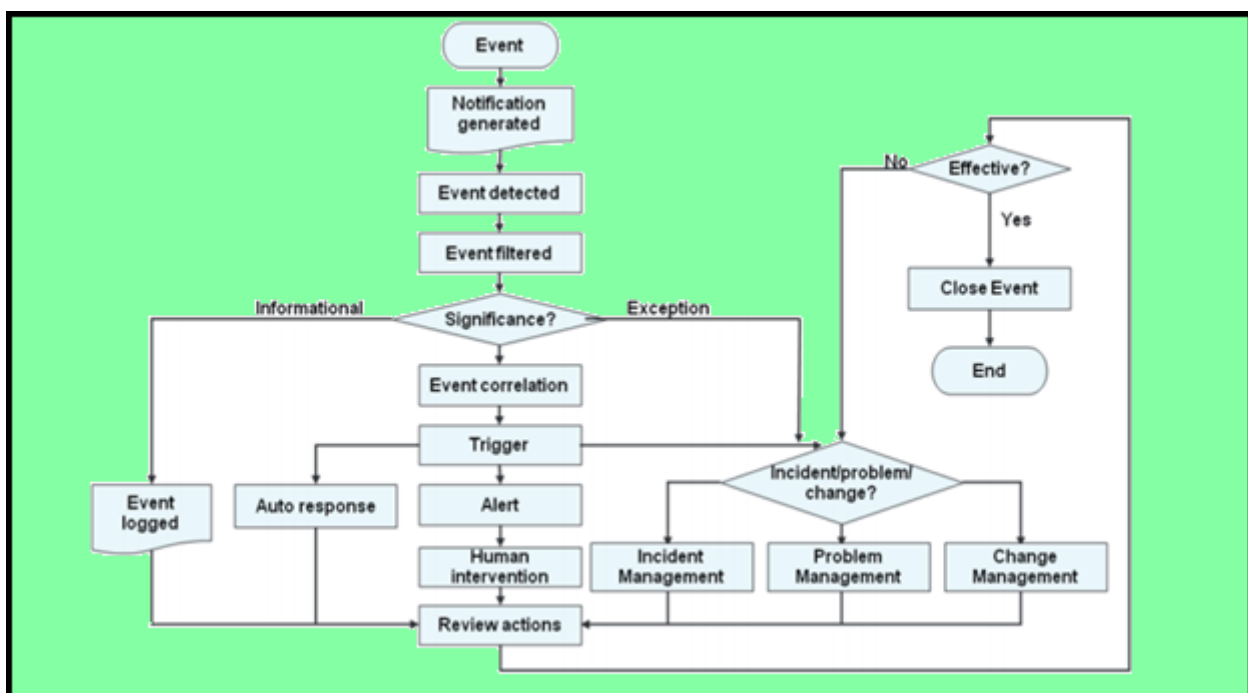 Event
Notification
generated
Event detected
Event filtered
Informational
Significance?
Exception
Event correlation
Trigger
Event
logged
Auto response
Alert
Human
intervention
Review actions
No
Effective?
Yes
Close Event
End
Incident/problem/
change?
Incident
Management
Problem
Management
Change
Management